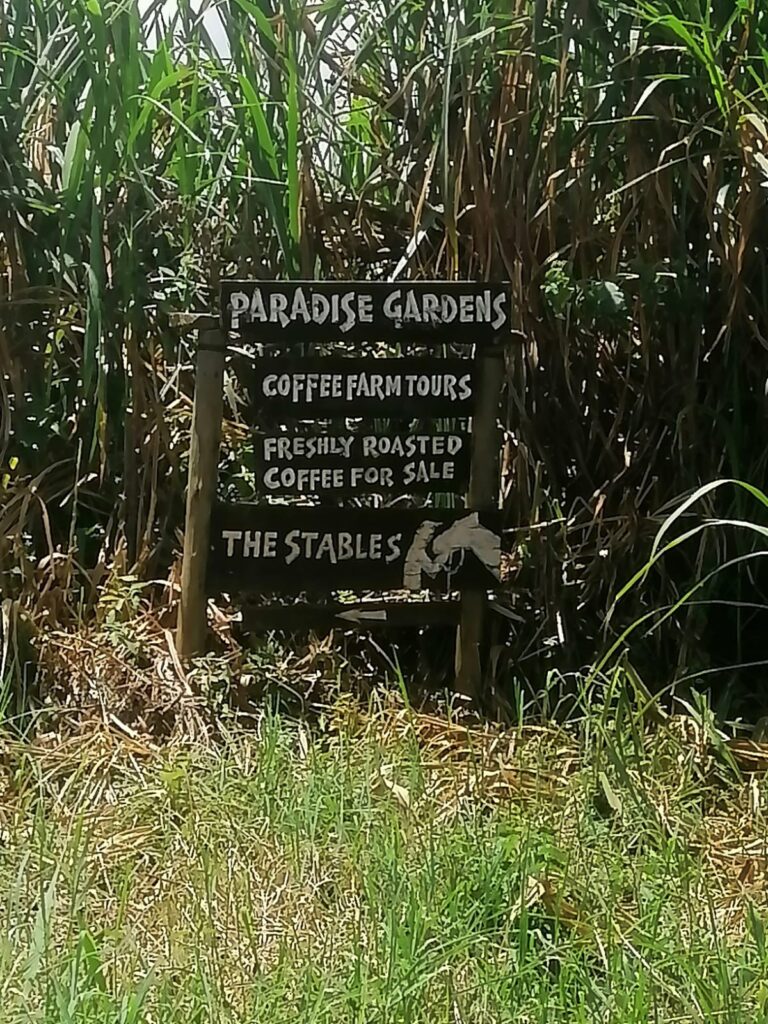 PARADISE GARDENS
COFFEE FARM TOURS
FRESHLY ROASTED
COFFEE FOR SALE
THE STABLES